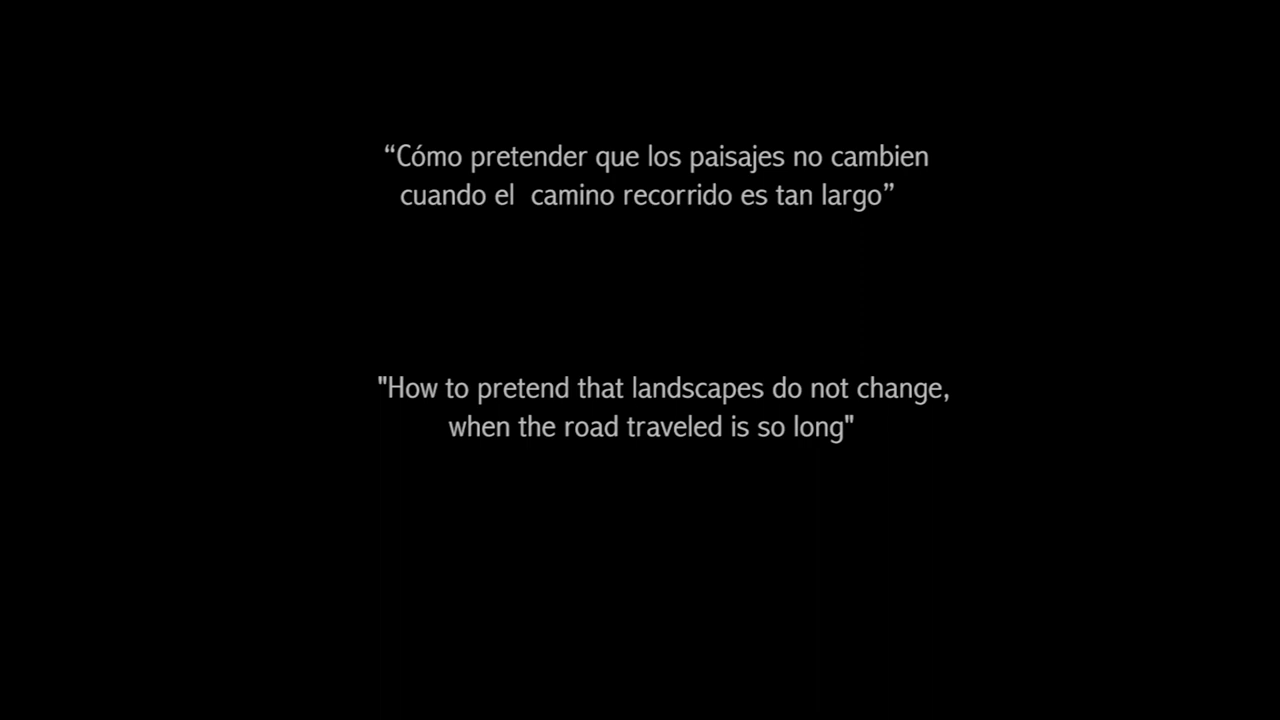 “Cómo pretender que los paisajes no cambien
cuando el  camino recorrido es tan largo”
"How to pretend that landscapes do not change,
when the road traveled is so long"